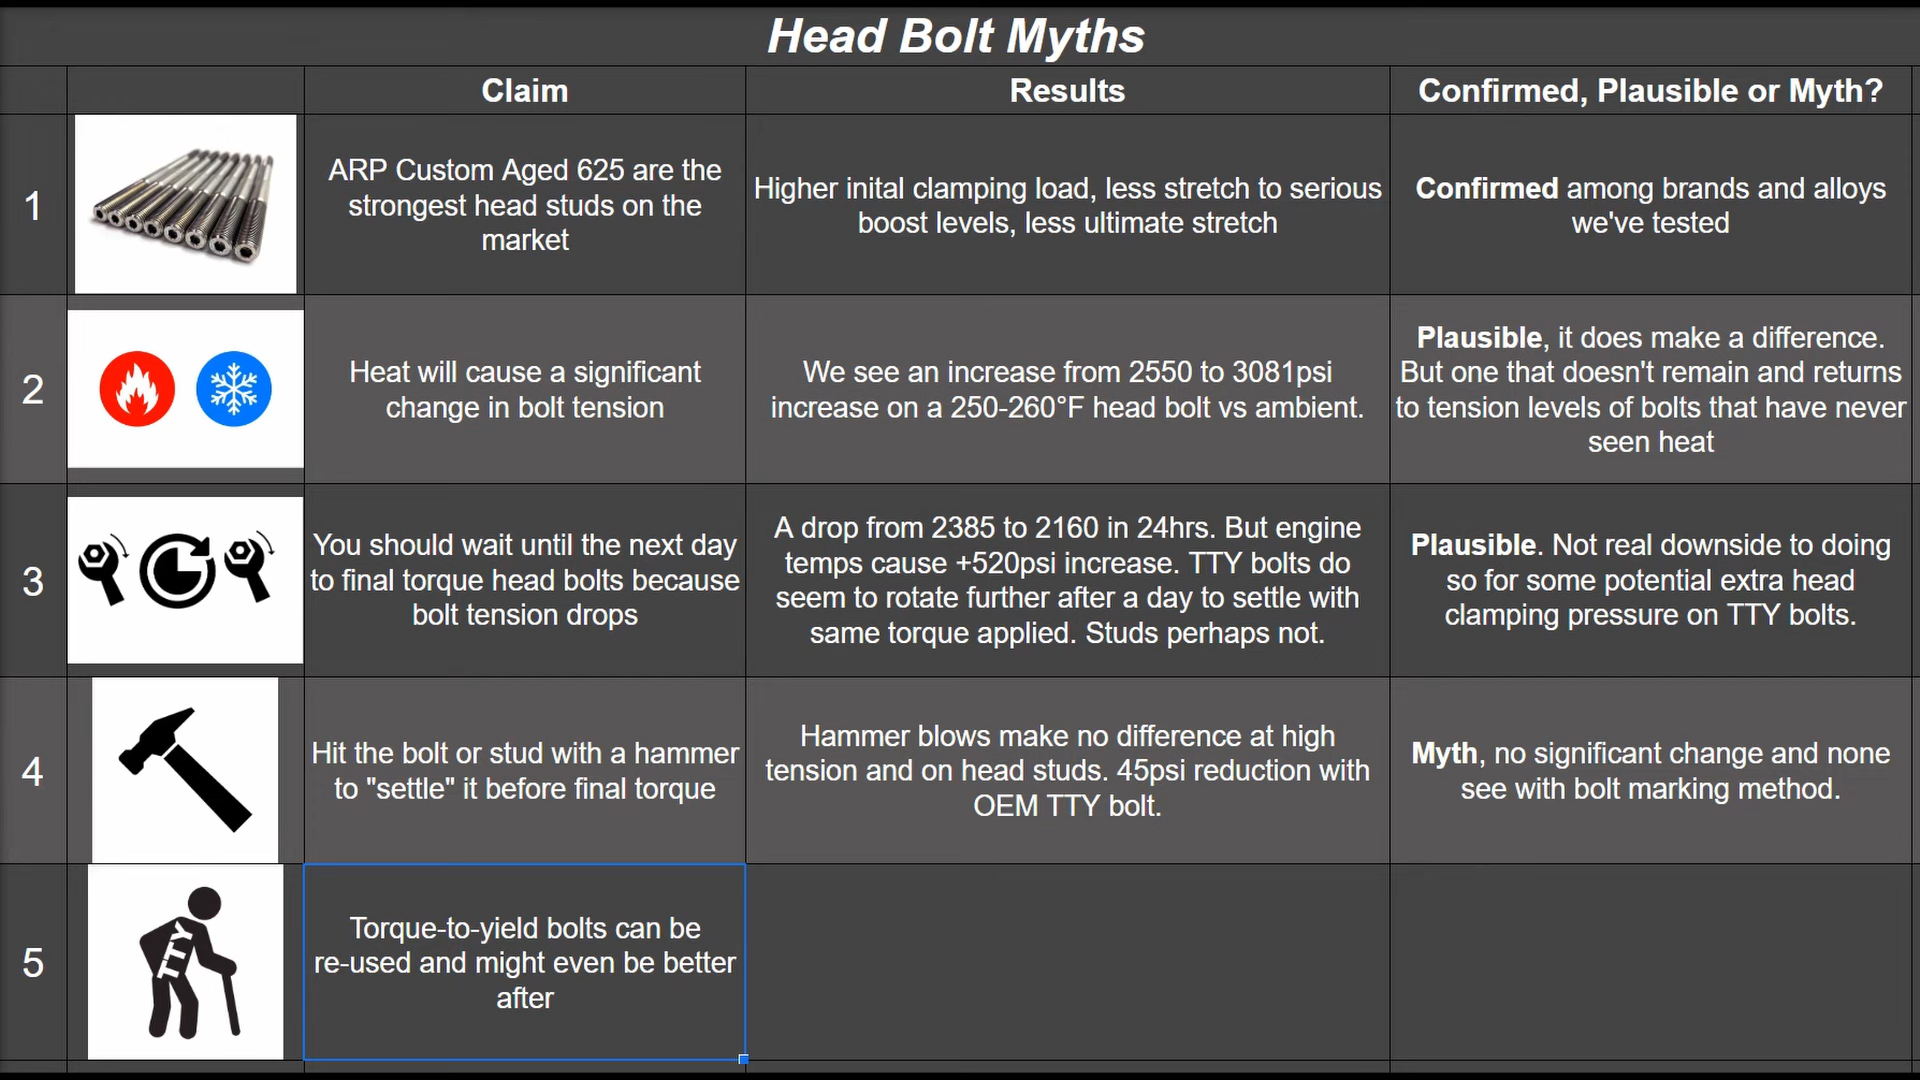 Head Bolt Myths
Claim
Results
Confirmed, Plausible or Myth?
1
ARP Custom Aged 625 are the
strongest head studs on the
market
Higher inital clamping load, less stretch to serious
boost levels, less ultimate stretch
Confirmed among brands and alloys
we've tested
2
Heat will cause a significant
change in bolt tension
We see an increase from 2550 to 3081psi
increase on a 250-260°F head bolt vs ambient.
Plausible, it does make a difference.
But one that doesn't remain and returns
to tension levels of bolts that have never
seen heat
3
You should wait until the next day
to final torque head bolts because
bolt tension drops
A drop from 2385 to 2160 in 24hrs. But engine
temps cause +520psi increase. TTY bolts do
seem to rotate further after a day to settle with
same torque applied. Studs perhaps not.
Plausible. Not real downside to doing
so for some potential extra head
clamping pressure on TTY bolts.
4
Hit the bolt or stud with a hammer
to "settle" it before final torque
Hammer blows make no difference at high
tension and on head studs. 45psi reduction with
OEM TTY bolt.
Myth, no significant change and none
see with bolt marking method.
5
TTY
Torque-to-yield bolts can be
re-used and might even be better
after